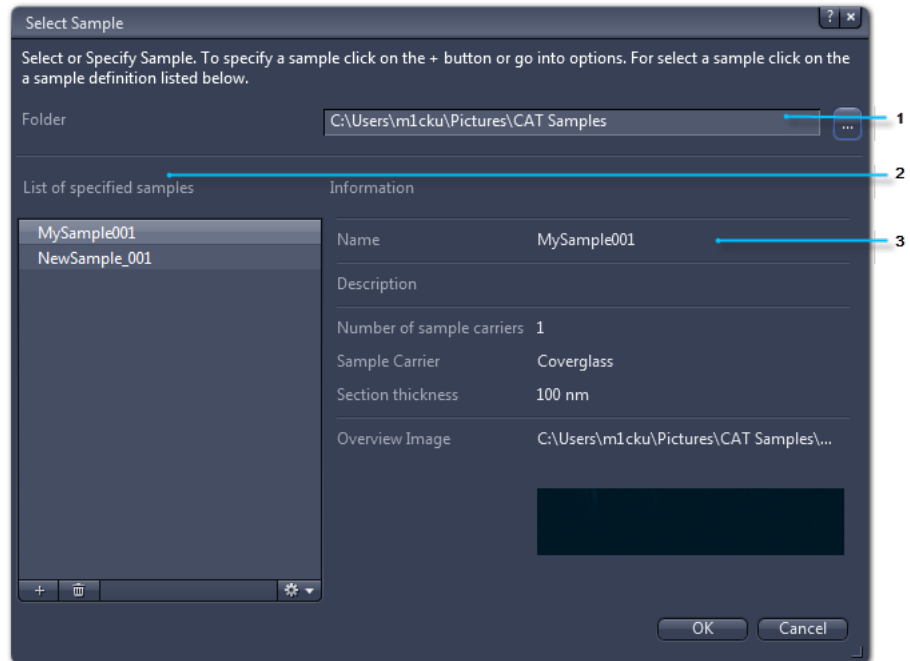 Select Sample
? ×
Select or Specify Sample. To specify a sample click on the + button or go into options. For select a sample click on the
a sample definition listed below.
Folder
C:\Users\m1cku\Pictures\CAT Samples
...
1
2
List of specified samples
Information
MySample001
NewSample_001
Name
MySample001
3
Description
Number of sample carriers 1
Sample Carrier
Coverglass
Section thickness
100 nm
Overview Image
C:\Users\m1cku\Pictures\CAT Samples\...
+
OK
Cancel